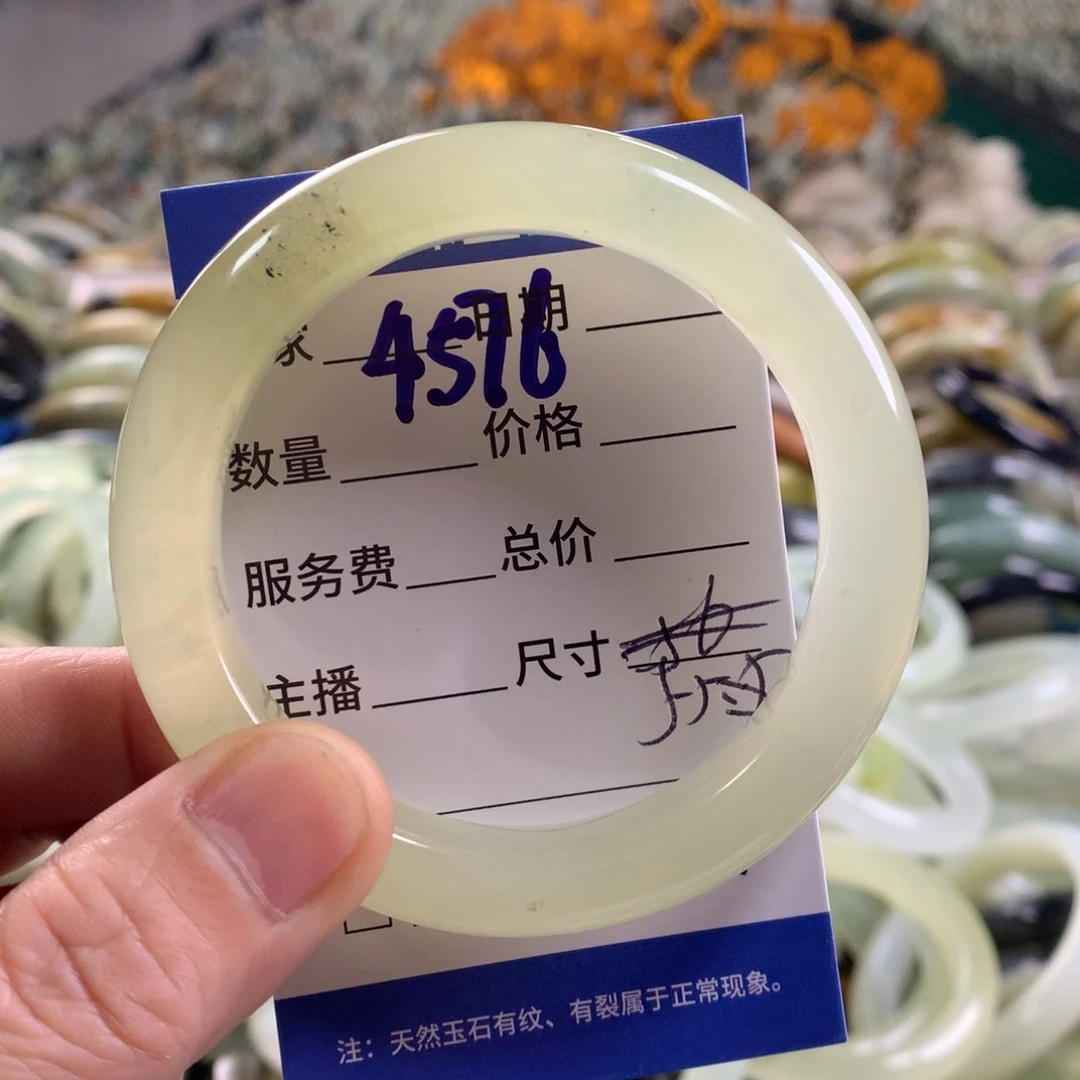 家 4576 日期
数量 价格
服务费 总价
主播 尺寸
注：天然玉石有纹、有裂属于正常现象。